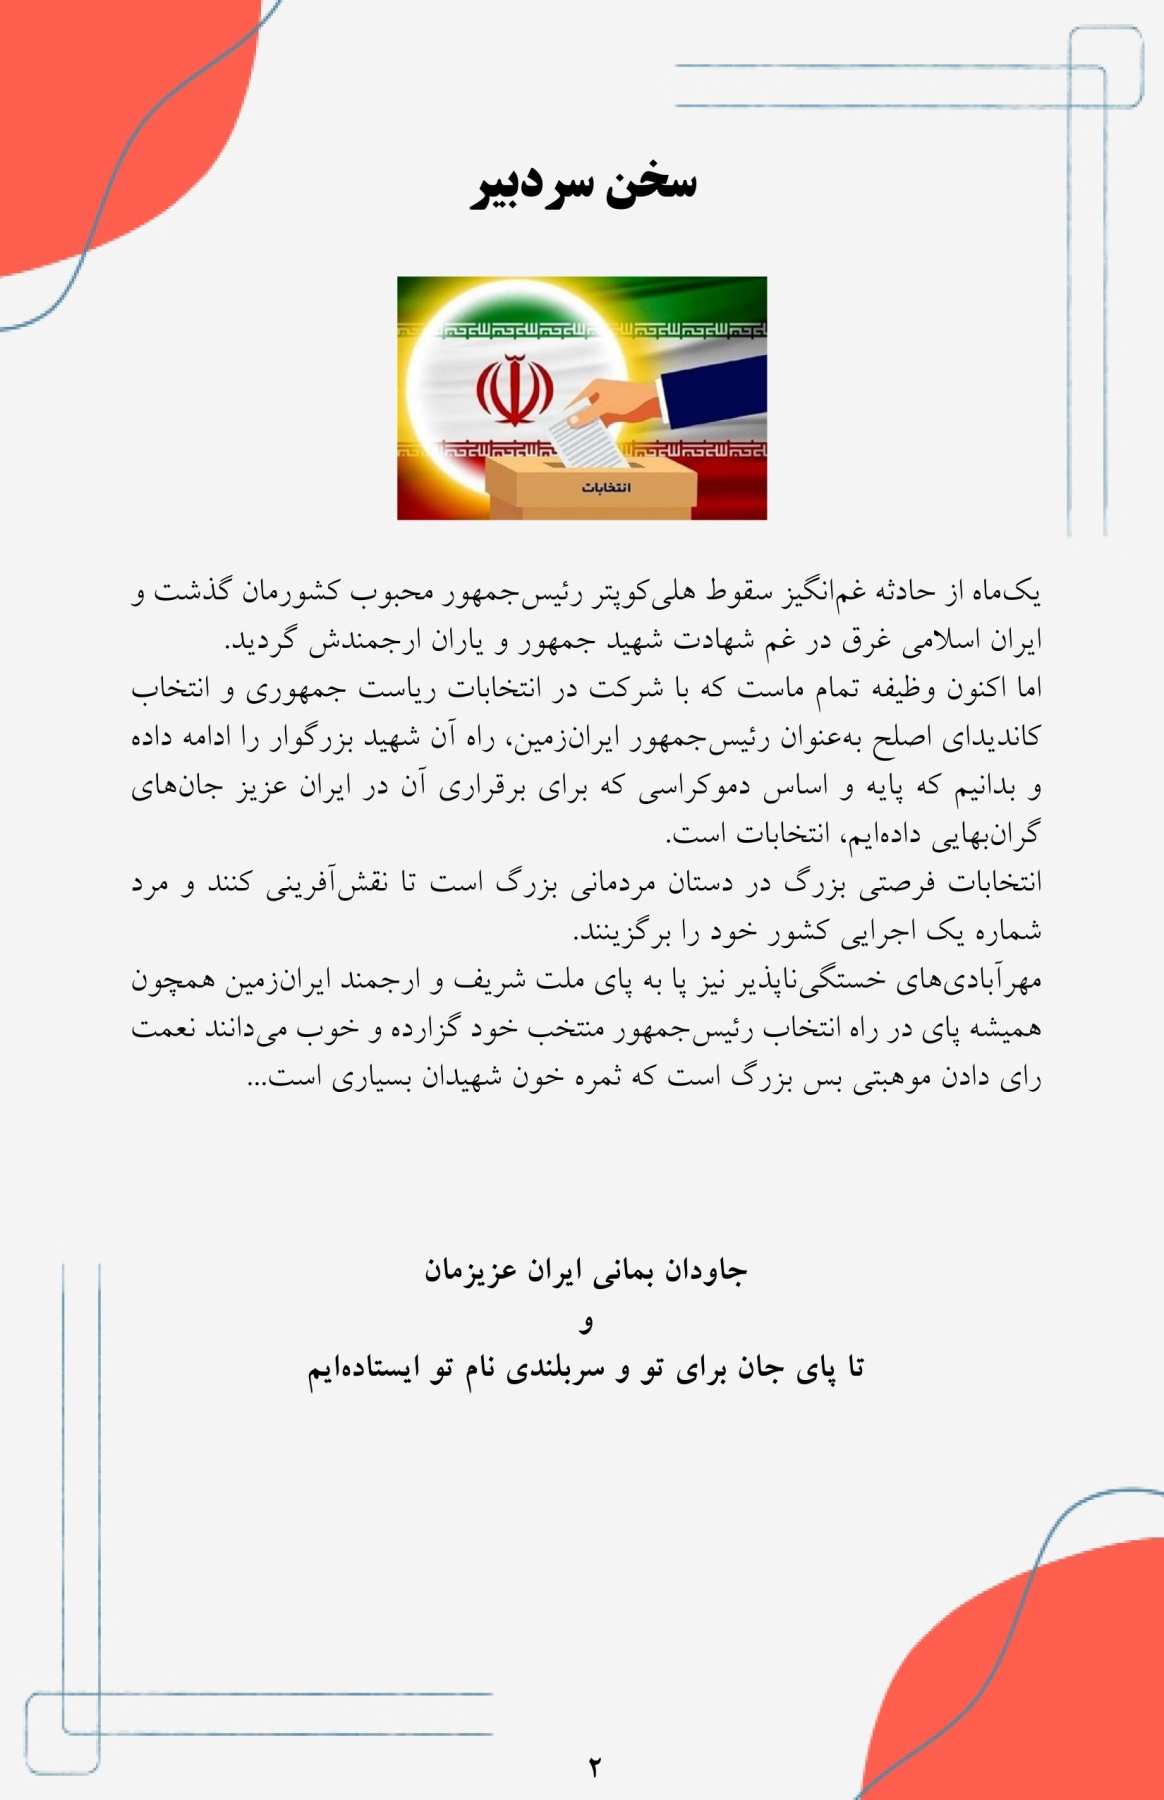 سخن سردبیر
انتخابات
یک‌ماه از حادثه غم‌انگیز سقوط هلی‌کوپتر رئیس‌جمهور محبوب کشورمان گذشت و
ایران اسلامی غرق در غم شهادت شهید جمهور و یاران ارجمندش گردید.
اما اکنون وظیفه تمام ماست که با شرکت در انتخابات ریاست جمهوری و انتخاب
کاندیدای اصلح به‌عنوان رئیس‌جمهور ایران‌زمین، راه آن شهید بزرگوار را ادامه داده
و بدانیم که پایه و اساس دموکراسی که برای برقراری آن در ایران عزیز جان‌های
گران‌بهایی داده‌ایم، انتخابات است.
انتخابات فرصتی بزرگ در دستان مردمانی بزرگ است تا نقش‌آفرینی کنند و مرد
شماره یک اجرایی کشور خود را برگزینند.
مهرآبادی‌های خستگی‌ناپذیر نیز پا به پای ملت شریف و ارجمند ایران‌زمین همچون
همیشه پای در راه انتخاب رئیس‌جمهور منتخب خود گزارده و خوب می‌دانند نعمت
رای دادن موهبتی بس بزرگ است که ثمره خون شهیدان بسیاری است...
جاودان بمانی ایران عزیزمان
و
تا پای جان برای تو و سربلندی نام تو ایستاده‌ایم
۲